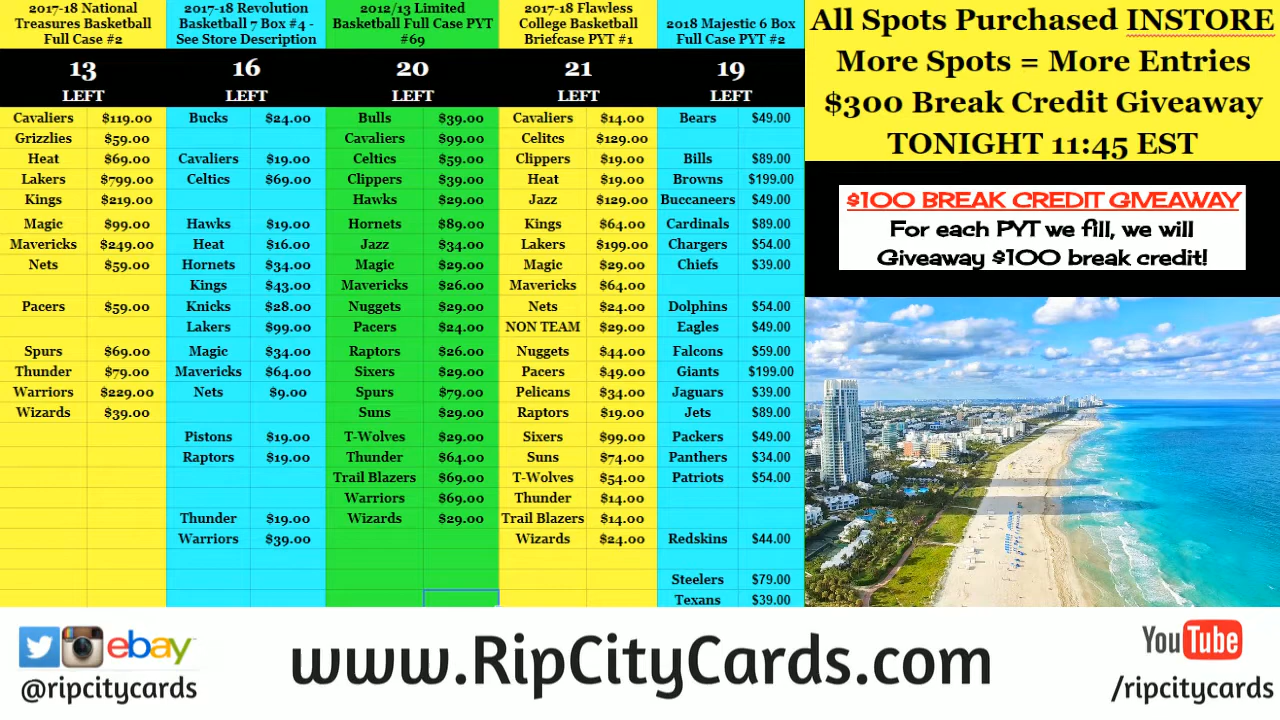 2017-18 National Treasures Basketball Full Case #2
13
LEFT
Cavaliers $119.00
Grizzlies $59.00
Heat $69.00
Lakers $799.00
Kings $219.00
Magic $99.00
Mavericks $249.00
Nets $59.00
Pacers $59.00
Spurs $69.00
Thunder $79.00
Warriors $229.00
Wizards $39.00
2017-18 Revolution Basketball 7 Box #4 - See Store Description
16
LEFT
Bucks $24.00
Cavaliers $19.00
Celtics $69.00
Hawks $19.00
Heat $16.00
Hornets $34.00
Kings $43.00
Knicks $28.00
Lakers $99.00
Magic $34.00
Mavericks $64.00
Nets $9.00
Pistons $19.00
Raptors $19.00
Thunder $19.00
Warriors $39.00
2012/13 Limited Basketball Full Case PYT #69
20
LEFT
Bulls $39.00
Cavaliers $99.00
Celtics $59.00
Clippers $39.00
Hawks $29.00
Hornets $89.00
Jazz $34.00
Magic $29.00
Mavericks $26.00
Nuggets $29.00
Pacers $24.00
Raptors $26.00
Sixers $29.00
Spurs $79.00
Suns $29.00
T-Wolves $29.00
Thunder $64.00
Trail Blazers $69.00
Warriors $69.00
Wizards $29.00
2017-18 Flawless College Basketball Briefcase PYT #1
21
LEFT
Cavaliers $14.00
Celitcs $129.00
Clippers $19.00
Heat $19.00
Jazz $129.00
Kings $64.00
Lakers $199.00
Magic $29.00
Mavericks $64.00
Nets $24.00
NON TEAM $29.00
Nuggets $44.00
Pacers $49.00
Pelicans $34.00
Raptors $19.00
Sixers $99.00
Suns $74.00
T-Wolves $54.00
Thunder $14.00
Trail Blazers $14.00
Wizards $24.00
2018 Majestic 6 Box Full Case PYT #2
19
LEFT
Bears $49.00
Bills $89.00
Browns $199.00
Buccaneers $49.00
Cardinals $89.00
Chargers $54.00
Chiefs $39.00
Dolphins $54.00
Eagles $49.00
Falcons $59.00
Giants $199.00
Jaguars $39.00
Jets $89.00
Packers $49.00
Panthers $34.00
Patriots $54.00
Redskins $44.00
Steelers $79.00
Texans $39.00
All Spots Purchased INSTORE
More Spots = More Entries
$300 Break Credit Giveaway
TONIGHT 11:45 EST
$100 BREAK CREDIT GIVEAWAY
For each PYT we fill, we will
Giveaway $100 break credit!
ebay
@ripcitycards
www.RipCityCards.com
YouTube
/ripcitycards